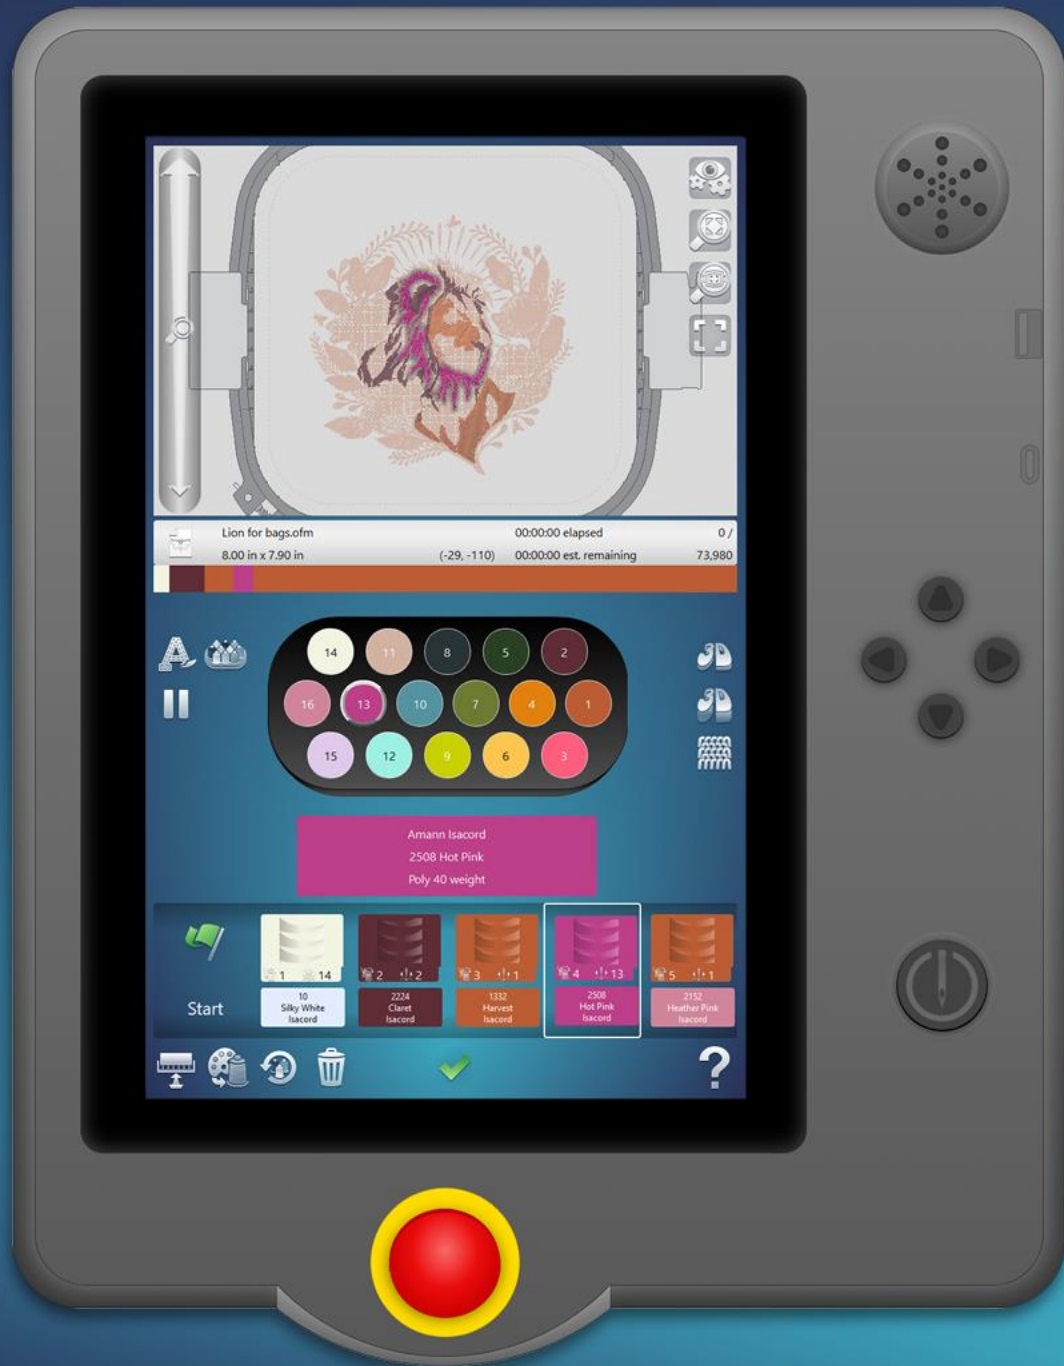 Lion for bags.ofm
00:00:00 elapsed
0 /
8.00 in x 7.90 in
(-29, -110)
00:00:00 est. remaining
73,980
14
11
8
5
2
16
13
10
7
4
1
15
12
9
6
3
Amann Isacord
2508 Hot Pink
Poly 40 weight
1
14
2
2
3
1
4
13
5
1
Start
10
Silky White
Isacord
2224
Claret
Isacord
1332
Harvest
Isacord
2508
Hot Pink
Isacord
2152
Heather Pink
Isacord